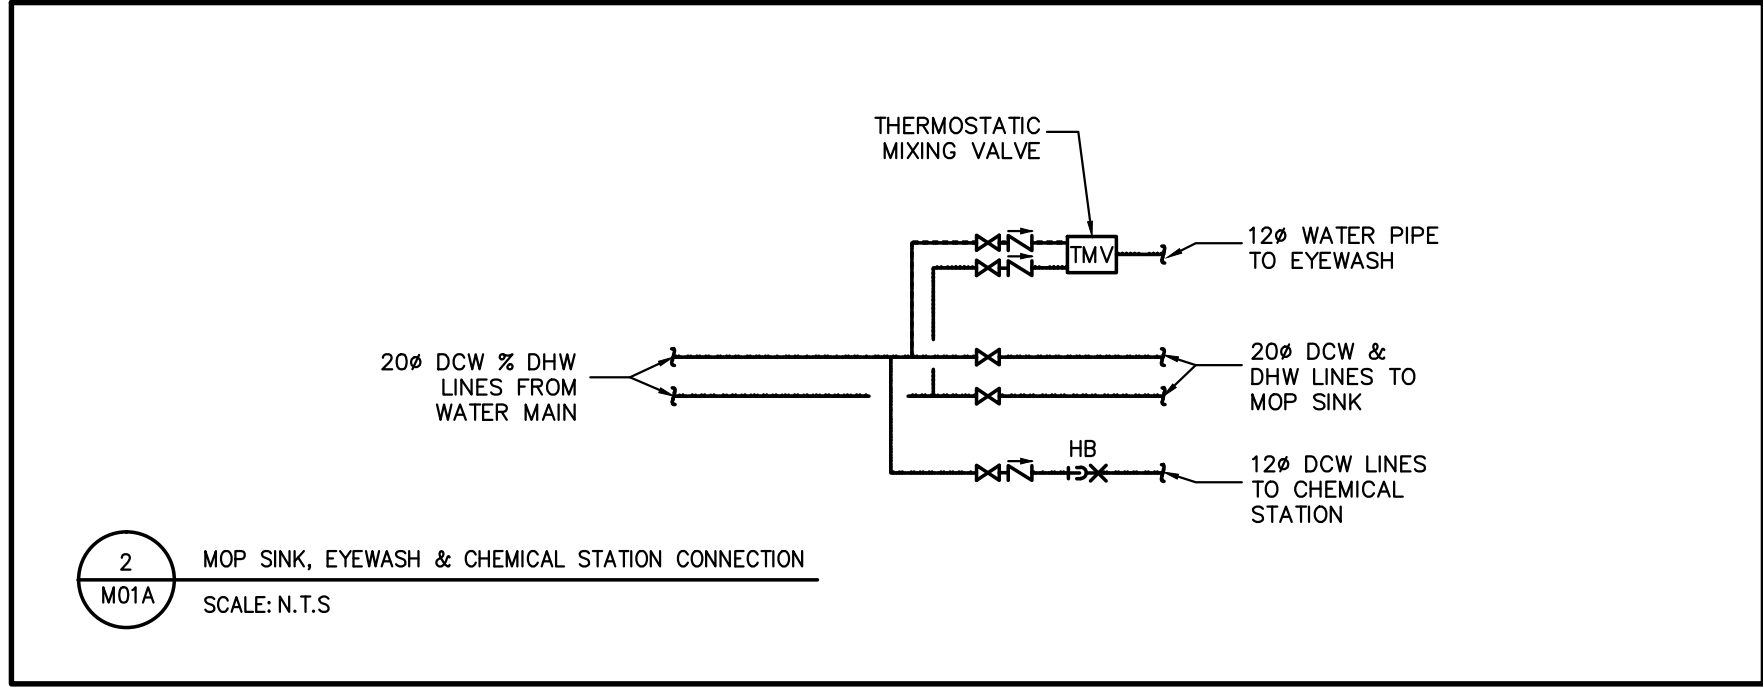 THERMOSTATIC
MIXING VALVE
TMV
12ø WATER PIPE
TO EYEWASH
20ø DCW % DHW
LINES FROM
WATER MAIN
20ø DCW &
DHW LINES TO
MOP SINK
HB
12ø DCW LINES
TO CHEMICAL
STATION
2
M01A
MOP SINK, EYEWASH & CHEMICAL STATION CONNECTION
SCALE: N.T.S